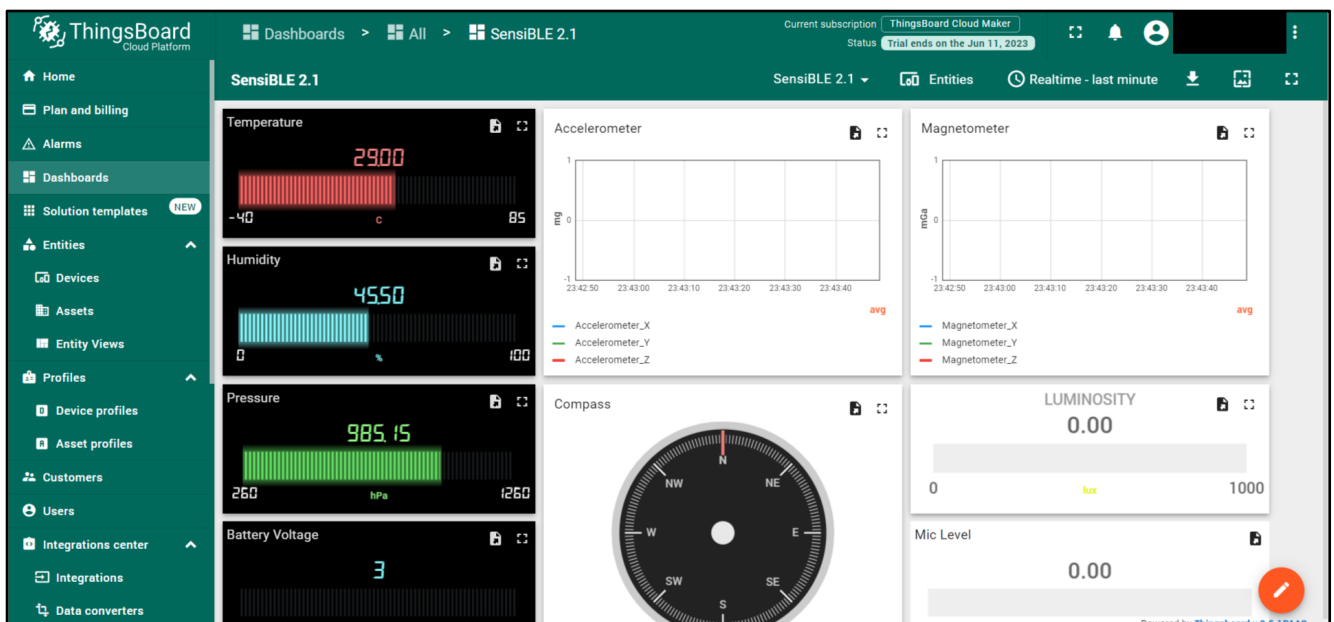 ThingsBoard
Cloud Platform
Dashboards > All > SensiBLE 2.1
Current subscription ThingsBoard Cloud Maker
Status Trial ends on the Jun 11, 2023
Home
Plan and billing
Alarms
Dashboards
Solution templates NEW
Entities
Devices
Assets
Entity Views
Profiles
Device profiles
Asset profiles
Customers
Users
Integrations center
Integrations
Data converters
SensiBLE 2.1
SensiBLE 2.1 Entities Realtime - last minute
Temperature
29.00
-40 C 85
Humidity
45.50
0 % 100
Pressure
985.15
260 hPa 1260
Battery Voltage
3
Accelerometer
1
mg 0
-1
23:42:50 23:43:00 23:43:10 23:43:20 23:43:30 23:43:40
avg
Accelerometer_X
Accelerometer_Y
Accelerometer_Z
Magnetometer
1
mGa 0
-1
23:42:50 23:43:00 23:43:10 23:43:20 23:43:30 23:43:40
avg
Magnetometer_X
Magnetometer_Y
Magnetometer_Z
Compass
N
NW NE
W E
SW SE
S
LUMINOSITY
0.00
0 lux 1000
Mic Level
0.00